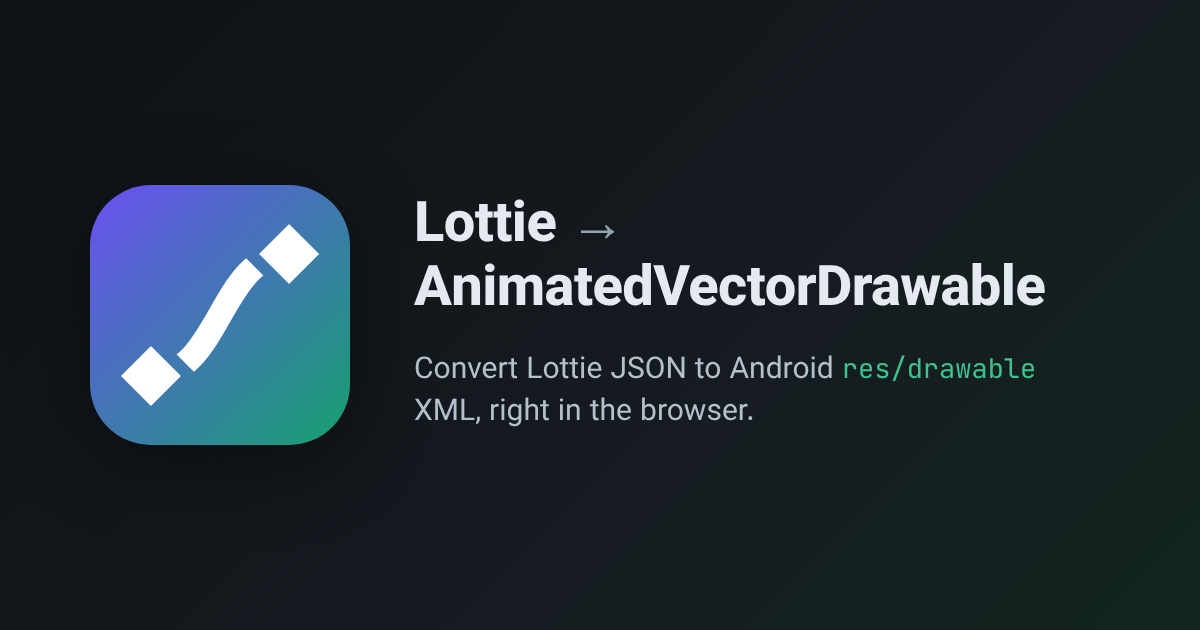 Lottie →
AnimatedVectorDrawable
Convert Lottie JSON to Android res/drawable
XML, right in the browser.